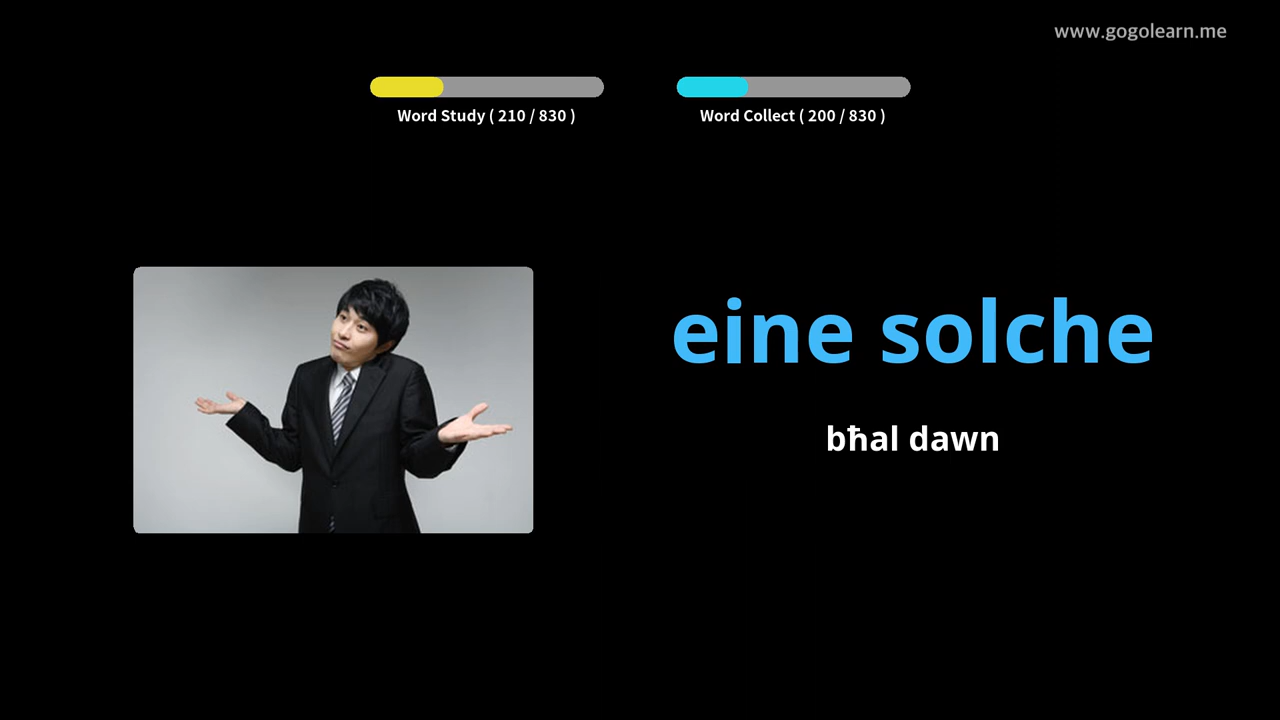 www.gogolearn.me
Word Study ( 210 / 830 )
Word Collect ( 200 / 830 )
eine solche
bħal dawn